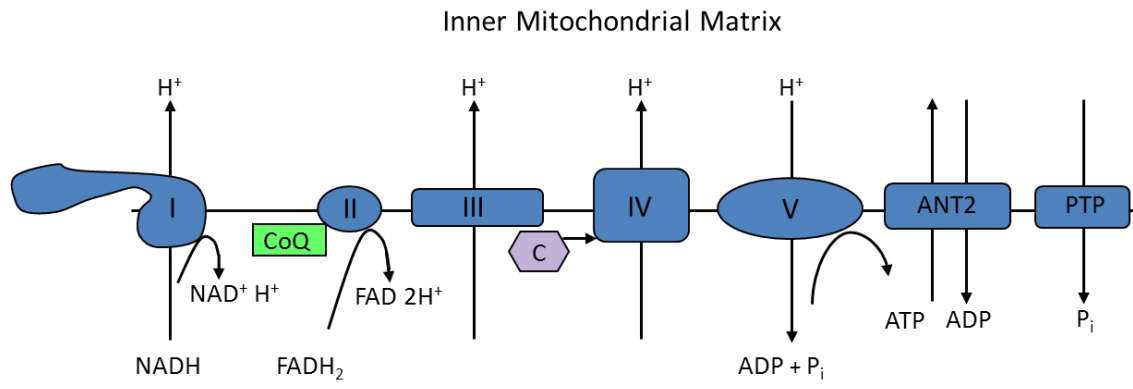 Inner Mitochondrial Matrix
H+ H+ H+ H+
I II III IV V ANT2 PTP
CoQ C
NAD+ H+ FAD 2H+
ATP ADP Pi
NADH FADH2 ADP + Pi